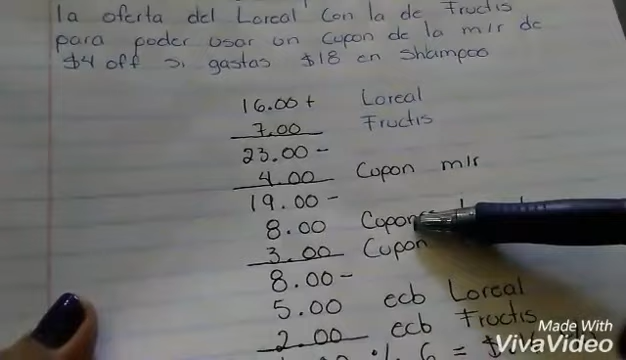 la oferta del Loreal con la de Fructis
para poder usar un cupon de la m/r de
$4 off si gastas $18 en shampoo
16.00 + Loreal
7.00 Fructis
23.00 -
4.00 Cupon m/r
19.00 -
8.00 Cupon
3.00 Cupon
8.00 -
5.00 ecb Loreal
2.00 ecb Fructis
% 6 = $
Made With
VivaVideo